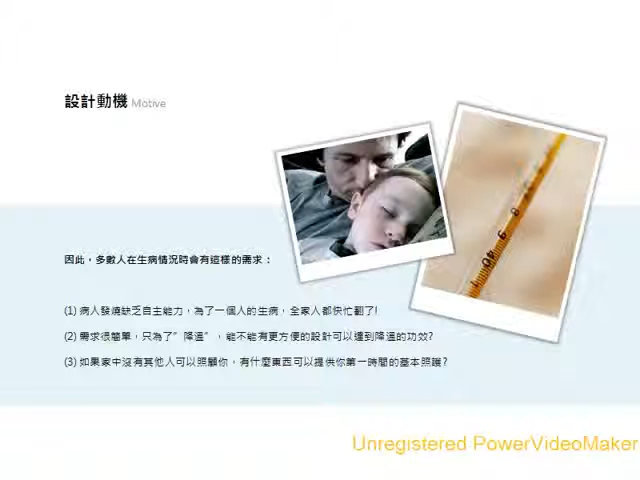 設計動機 Motive
因此，多數人在生病情況時會有這樣的需求：
(1) 病人發燒缺乏自主能力，為了一個人的生病，全家人都快忙翻了!
(2) 需求很簡單，只為了”降溫”，能不能有更方便的設計可以達到降溫的功效?
(3) 如果家中沒有其他人可以照顧你，有什麼東西可以提供你第一時間的基本照護?
Unregistered PowerVideoMaker